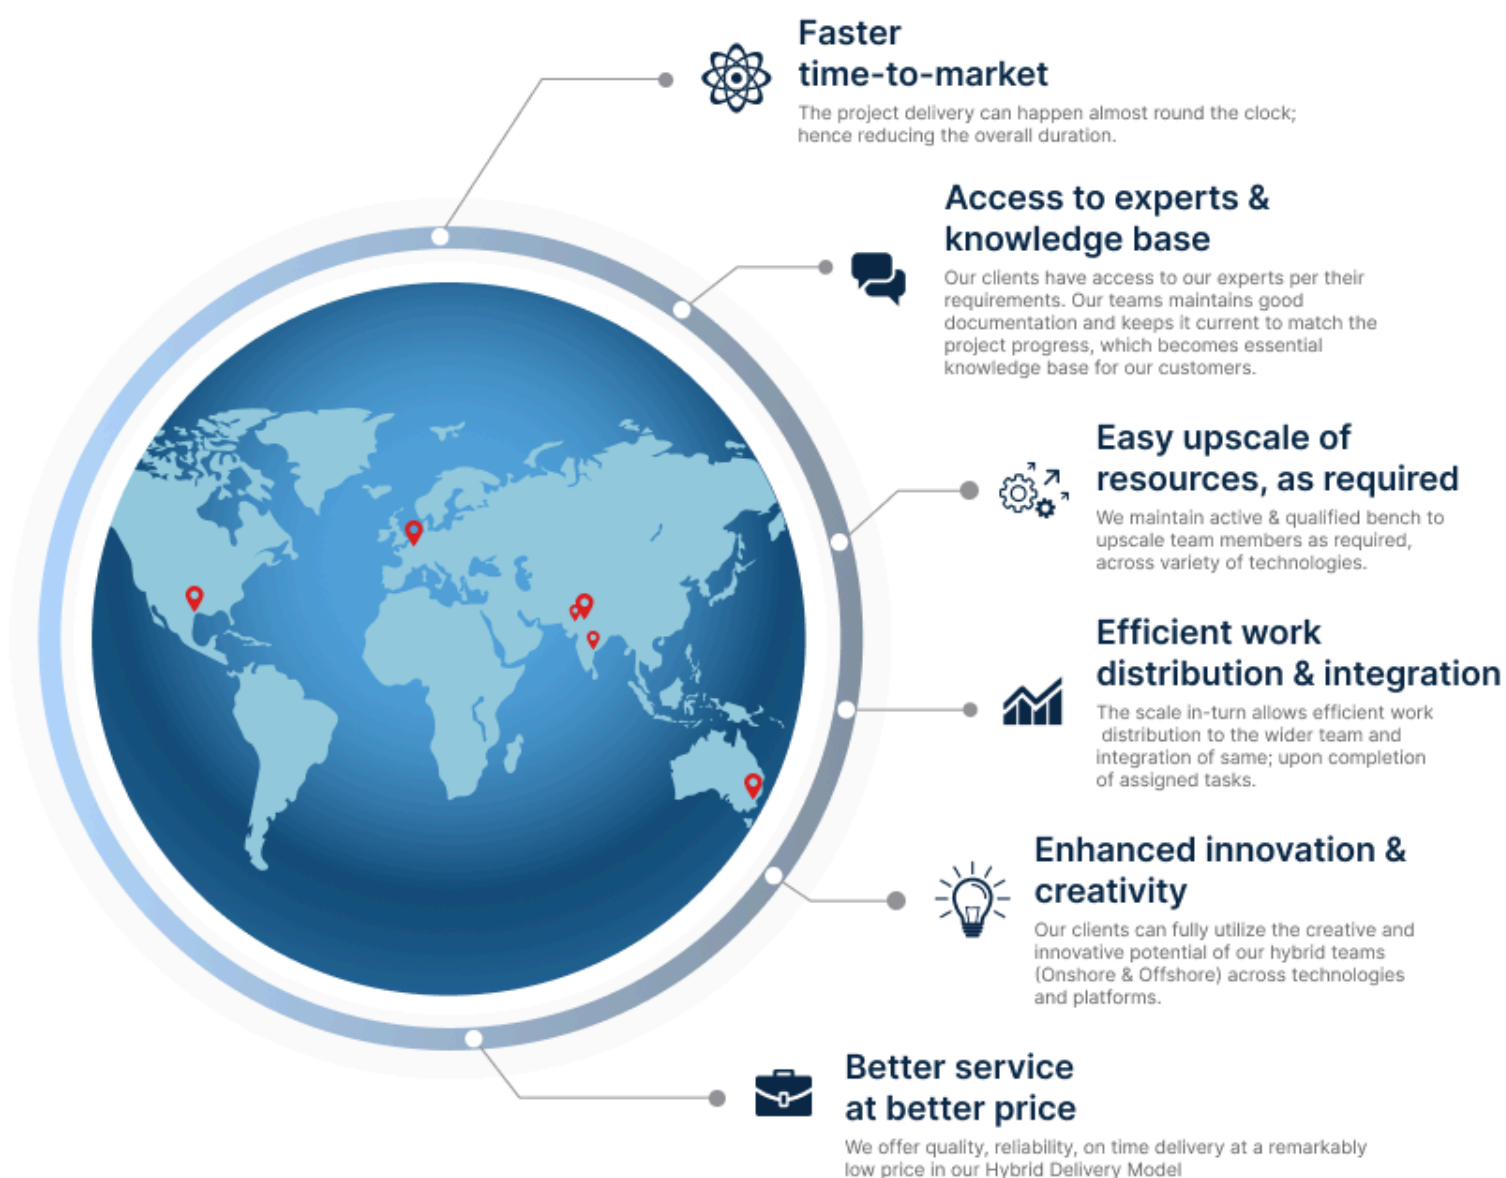 Faster
time-to-market
The project delivery can happen almost round the clock;
hence reducing the overall duration.
Access to experts &
knowledge base
Our clients have access to our experts per their
requirements. Our teams maintains good
documentation and keeps it current to match the
project progress, which becomes essential
knowledge base for our customers.
Easy upscale of
resources, as required
We maintain active & qualified bench to
upscale team members as required,
across variety of technologies.
Efficient work
distribution & integration
The scale in-turn allows efficient work
distribution to the wider team and
integration of same; upon completion
of assigned tasks.
Enhanced innovation &
creativity
Our clients can fully utilize the creative and
innovative potential of our hybrid teams
(Onshore & Offshore) across technologies
and platforms.
Better service
at better price
We offer quality, reliability, on time delivery at a remarkably
low price in our Hybrid Delivery Model